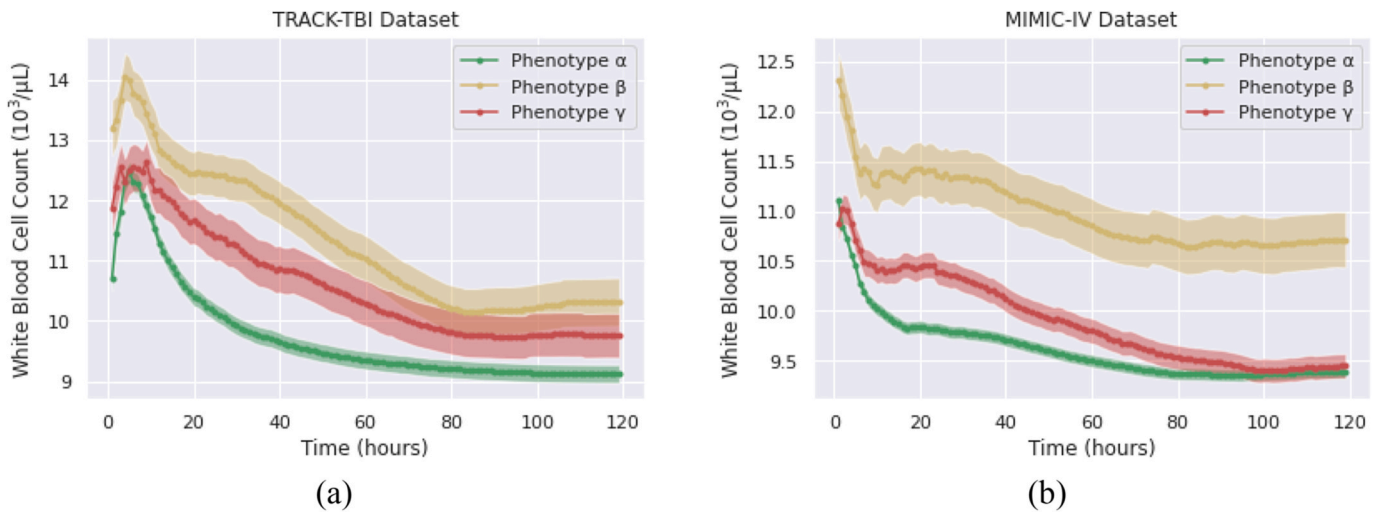 TRACK-TBI Dataset
White Blood Cell Count (10³/μL)
14
13
12
11
10
9
Phenotype α
Phenotype β
Phenotype γ
0 20 40 60 80 100 120
Time (hours)
(a)
MIMIC-IV Dataset
White Blood Cell Count (10³/μL)
12.5
12.0
11.5
11.0
10.5
10.0
9.5
Phenotype α
Phenotype β
Phenotype γ
0 20 40 60 80 100 120
Time (hours)
(b)